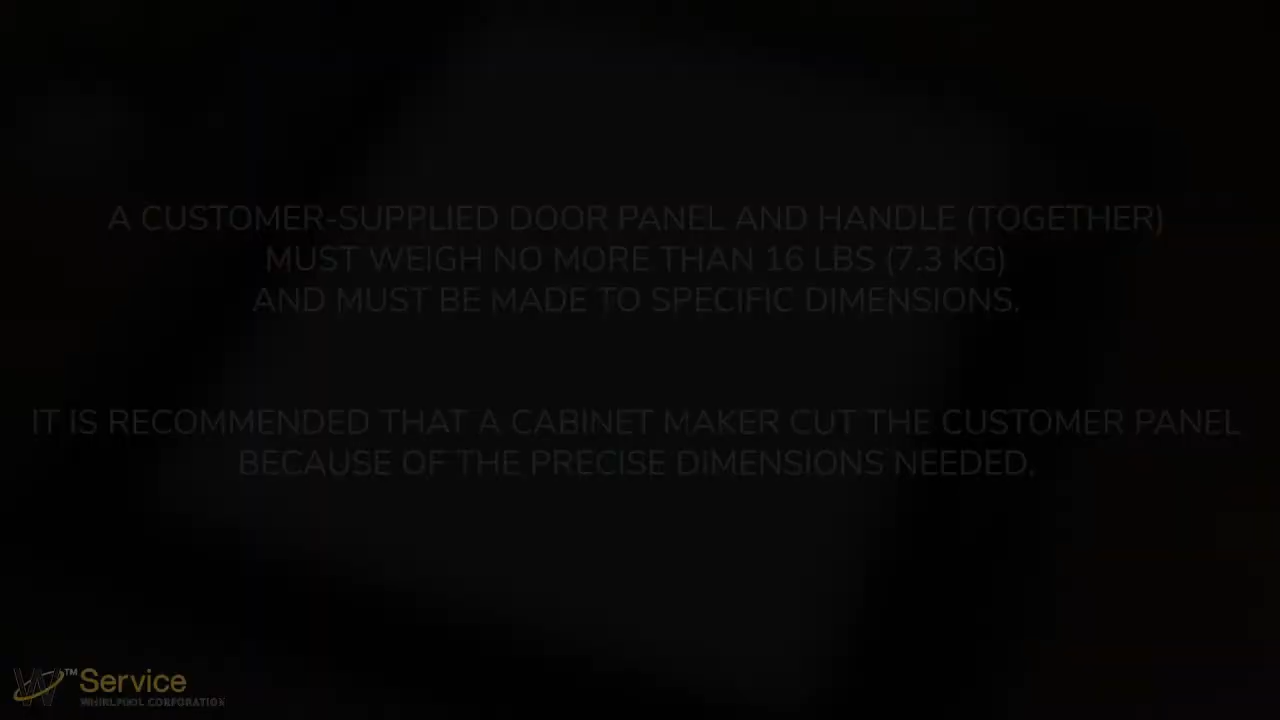 A CUSTOMER-SUPPLIED DOOR PANEL AND HANDLE (TOGETHER)
MUST WEIGH NO MORE THAN 16 LBS (7.3 KG)
AND MUST BE MADE TO SPECIFIC DIMENSIONS.
IT IS RECOMMENDED THAT A CABINET MAKER CUT THE CUSTOMER PANEL
BECAUSE OF THE PRECISE DIMENSIONS NEEDED.
W™ Service
WHIRLPOOL CORPORATION